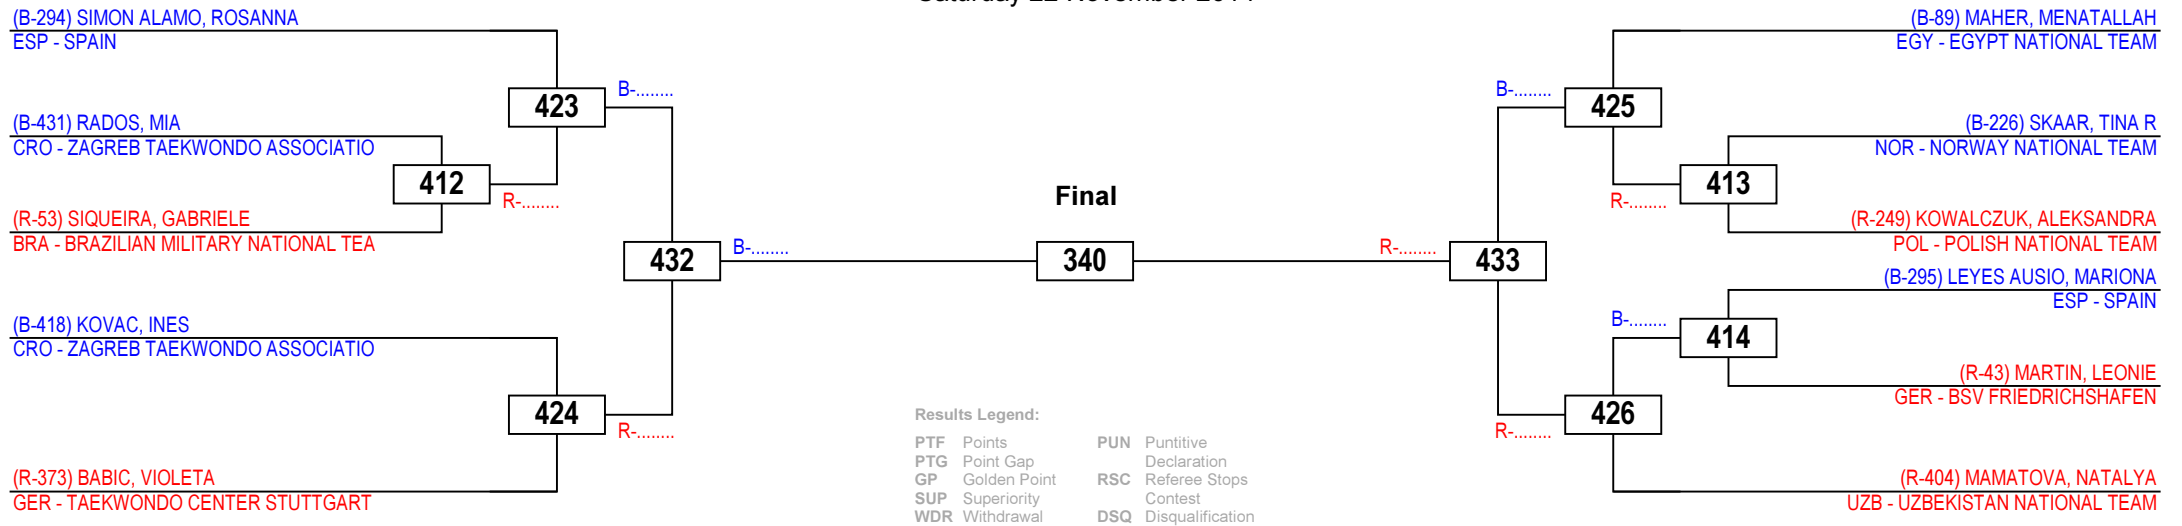 (B-294) SIMON ALAMO, ROSANNA
ESP - SPAIN
(B-431) RADOS, MIA
CRO - ZAGREB TAEKWONDO ASSOCIATIO
(R-53) SIQUEIRA, GABRIELE
BRA - BRAZILIAN MILITARY NATIONAL TEA
(B-418) KOVAC, INES
CRO - ZAGREB TAEKWONDO ASSOCIATIO
(R-373) BABIC, VIOLETA
GER - TAEKWONDO CENTER STUTTGART
412
R-........
423
B-........
424
R-........
432
B-........
Final
340
R-........
433
B-........
425
R-........
413
R-........
426
B-........
414
(B-89) MAHER, MENATALLAH
EGY - EGYPT NATIONAL TEAM
(B-226) SKAAR, TINA R
NOR - NORWAY NATIONAL TEAM
(R-249) KOWALCZUK, ALEKSANDRA
POL - POLISH NATIONAL TEAM
(B-295) LEYES AUSIO, MARIONA
ESP - SPAIN
(R-43) MARTIN, LEONIE
GER - BSV FRIEDRICHSHAFEN
(R-404) MAMATOVA, NATALYA
UZB - UZBEKISTAN NATIONAL TEAM
Results Legend:
PTF Points
PTG Point Gap
GP Golden Point
SUP Superiority
WDR Withdrawal
PUN Puntitive
Declaration
RSC Referee Stops
Contest
DSQ Disqualification